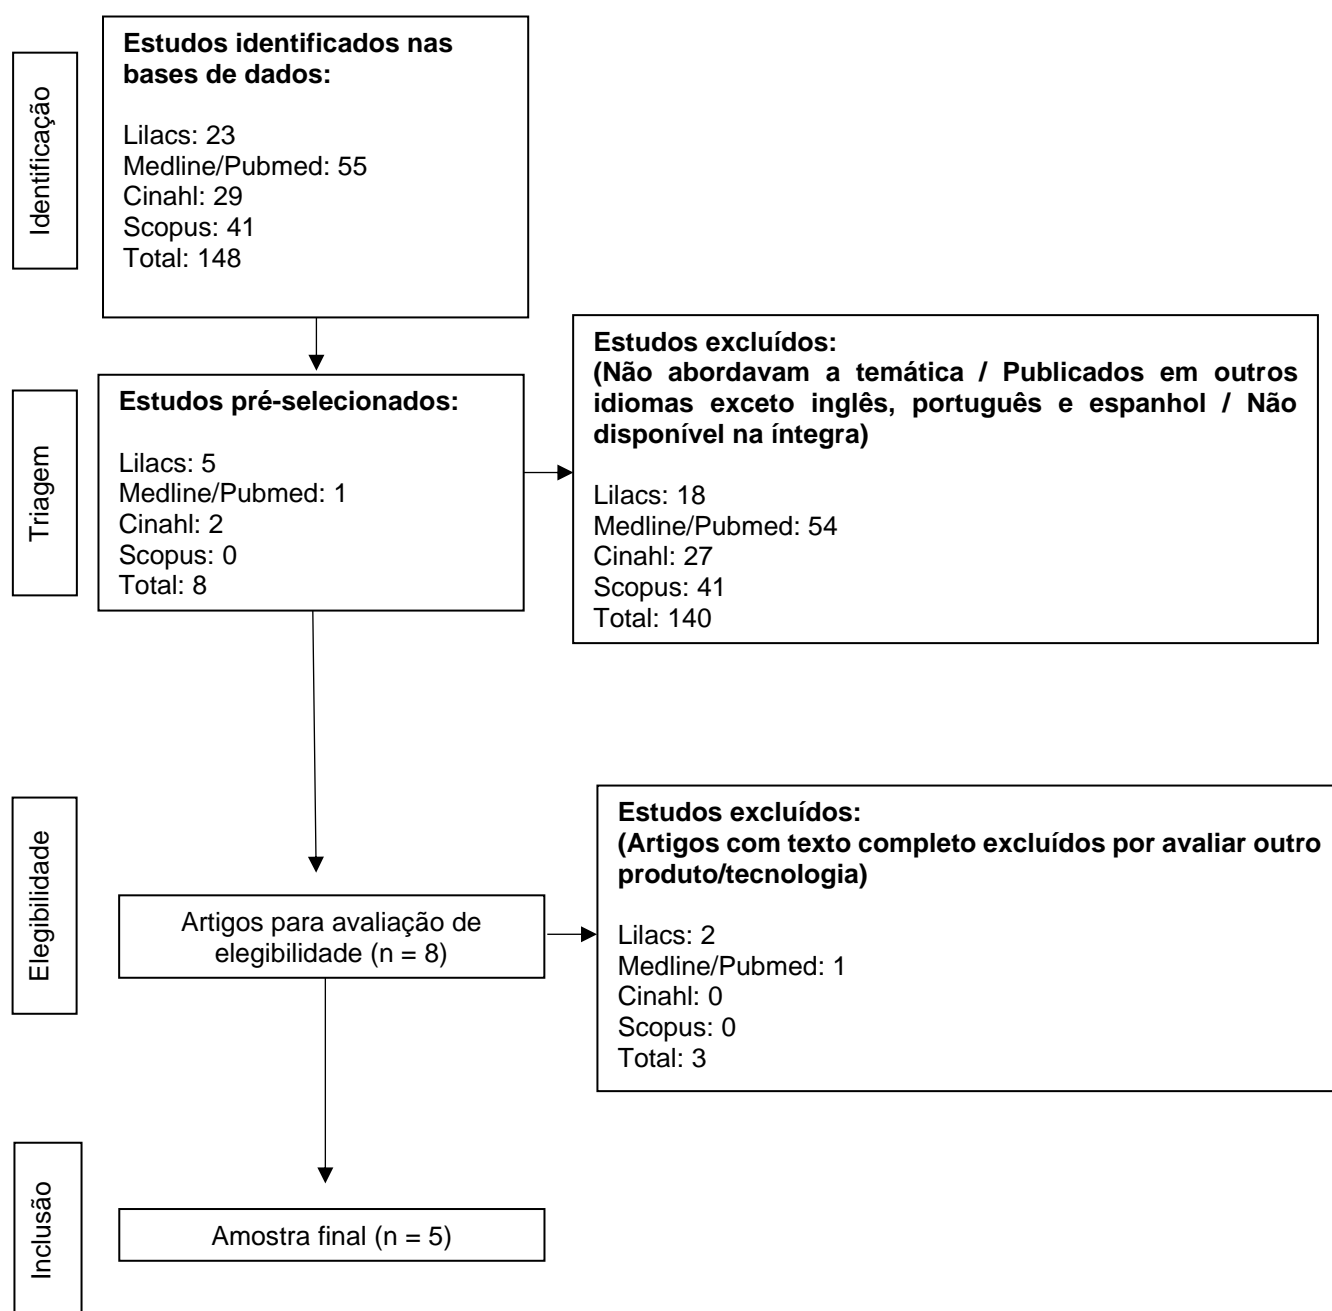 Identificação
Estudos identificados nas
bases de dados:
Lilacs: 23
Medline/Pubmed: 55
Cinahl: 29
Scopus: 41
Total: 148
Triagem
Estudos pré-selecionados:
Lilacs: 5
Medline/Pubmed: 1
Cinahl: 2
Scopus: 0
Total: 8
Estudos excluídos:
(Não abordavam a temática / Publicados em outros
idiomas exceto inglês, português e espanhol / Não
disponível na íntegra)
Lilacs: 18
Medline/Pubmed: 54
Cinahl: 27
Scopus: 41
Total: 140
Elegibilidade
Artigos para avaliação de
elegibilidade (n = 8)
Estudos excluídos:
(Artigos com texto completo excluídos por avaliar outro
produto/tecnologia)
Lilacs: 2
Medline/Pubmed: 1
Cinahl: 0
Scopus: 0
Total: 3
Inclusão
Amostra final (n = 5)